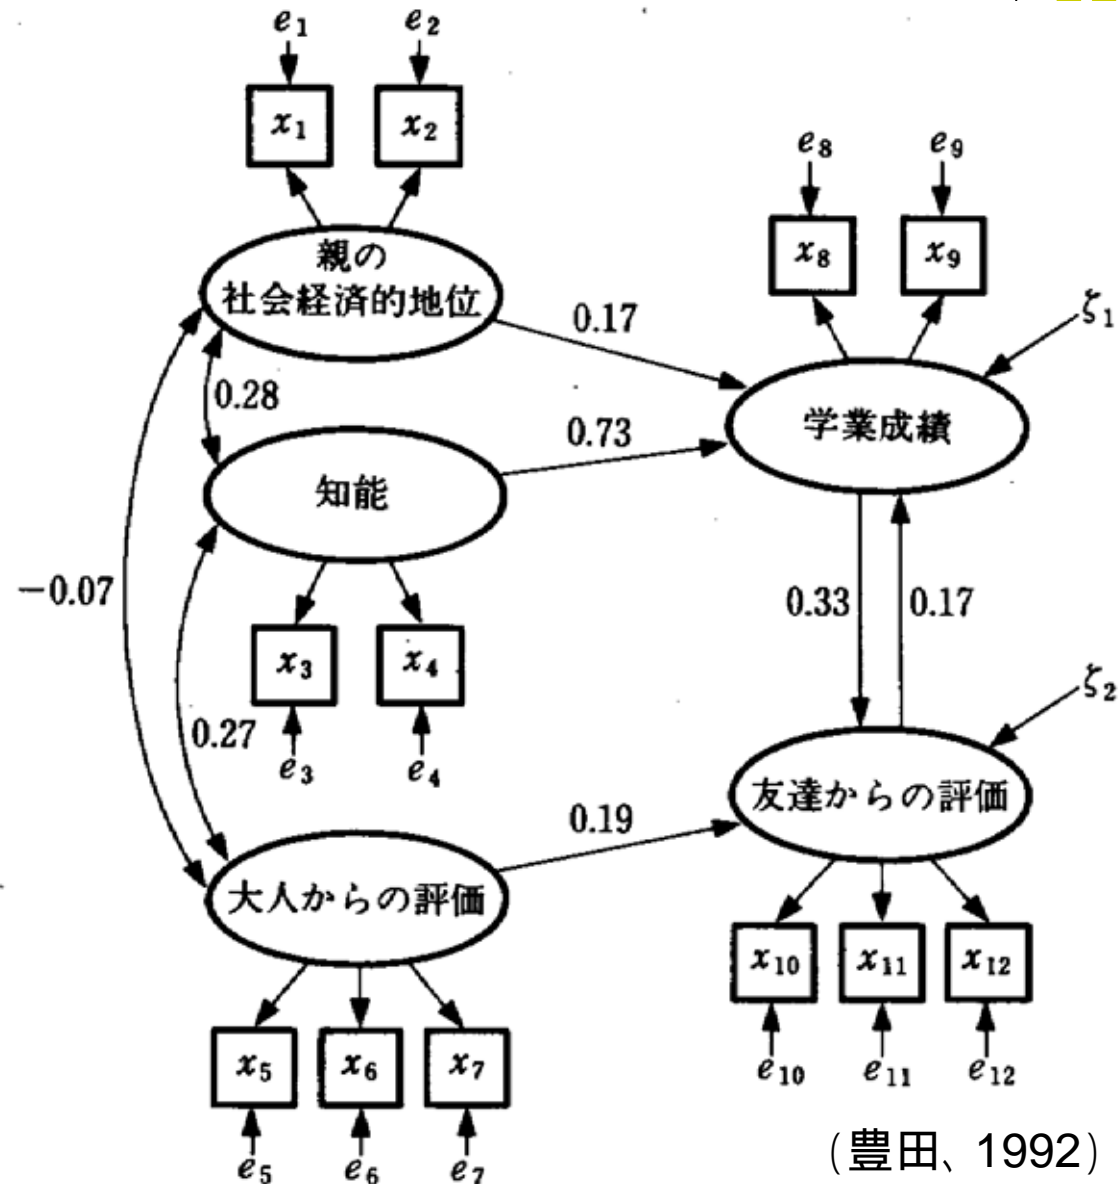 e₁ e₂
x₁ x₂
親の
社会経済的地位
e₈ e₉
x₈ x₉
0.17
ζ₁
0.28
学業成績
0.73
知能
−0.07
0.33 0.17
x₃ x₄
e₃ e₄
0.27
ζ₂
友達からの評価
0.19
大人からの評価
x₁₀ x₁₁ x₁₂
e₁₀ e₁₁ e₁₂
x₅ x₆ x₇
e₅ e₆ e₇
(豊田、1992)